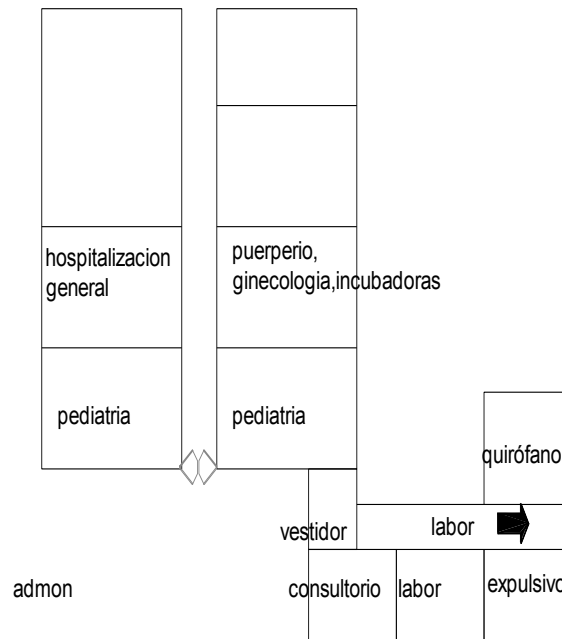 hospitalizacion
general
puerperio,
ginecologia,incubadoras
pediatria
pediatria
quirófano
vestidor
labor
admon
consultorio
labor
expulsivo